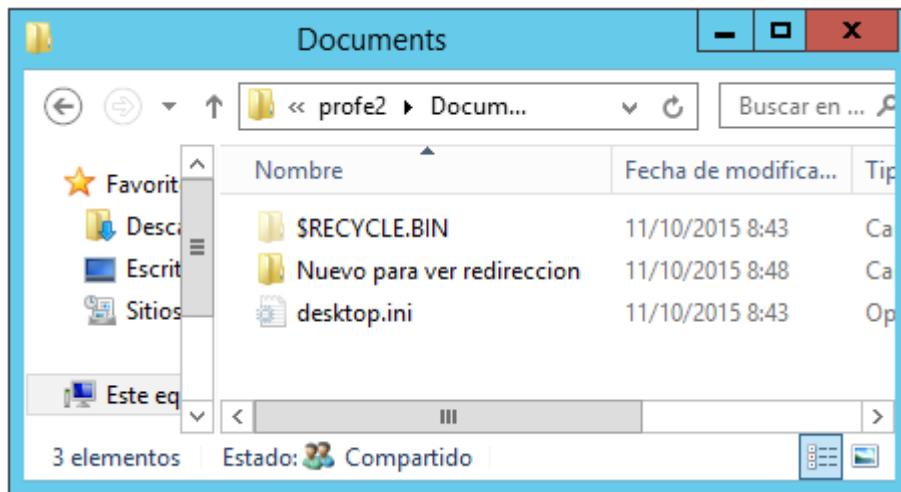 Documents
« profe2 ▸ Docum...
Buscar en ...
Favorit
Desca
Escrit
Sitios
Este eq
Nombre Fecha de modifica... Tip
$RECYCLE.BIN 11/10/2015 8:43 Ca
Nuevo para ver redireccion 11/10/2015 8:48 Ca
desktop.ini 11/10/2015 8:43 Op
3 elementos Estado: Compartido